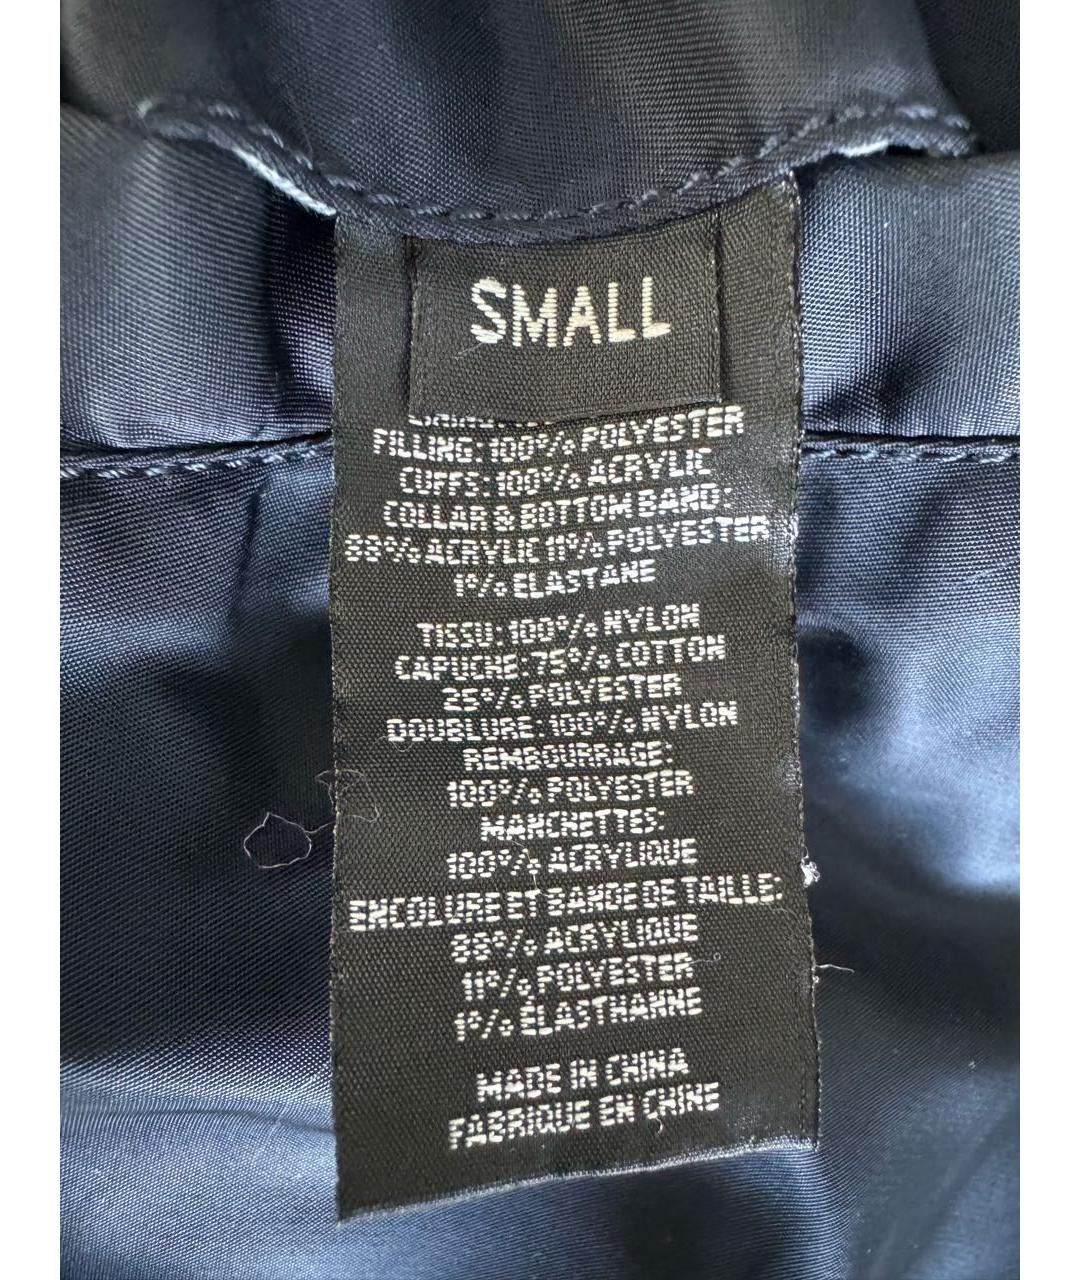 SMALL
FILLING: 100% POLYESTER
CUFFS: 100% ACRYLIC
COLLAR & BOTTOM BAND:
88% ACRYLIC 11% POLYESTER
1% ELASTANE
TISSU: 100% NYLON
CAPUCHE: 75% COTTON
25% POLYESTER
DOUBLURE: 100% NYLON
REMBOURRAGE:
100% POLYESTER
MANCHETTES:
100% ACRYLIQUE
ENCOLURE ET BANDE DE TAILLE:
88% ACRYLIQUE
11% POLYESTER
1% ÉLASTHANNE
MADE IN CHINA
FABRIQUE EN CHINE